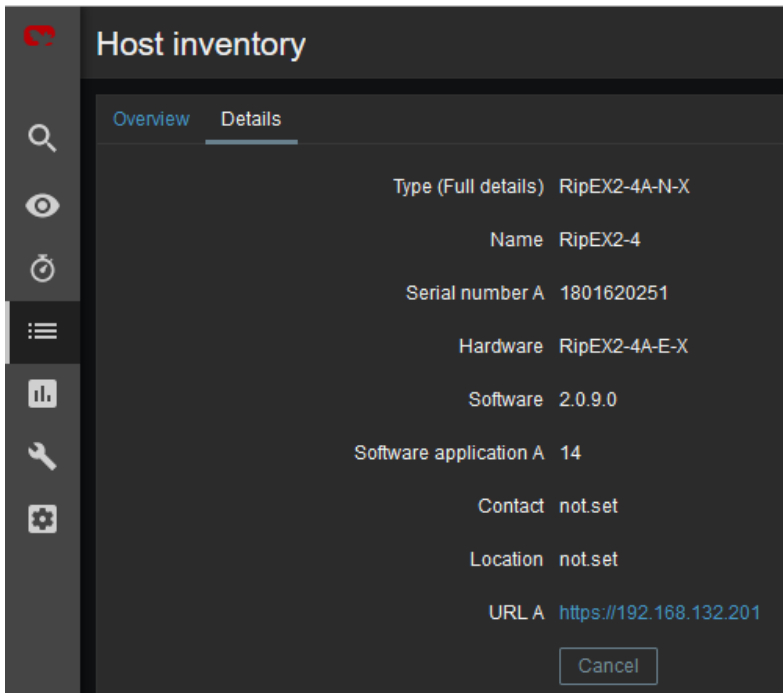 Host inventory
Overview Details
Type (Full details) RipEX2-4A-N-X
Name RipEX2-4
Serial number A 1801620251
Hardware RipEX2-4A-E-X
Software 2.0.9.0
Software application A 14
Contact not.set
Location not.set
URL A https://192.168.132.201
Cancel